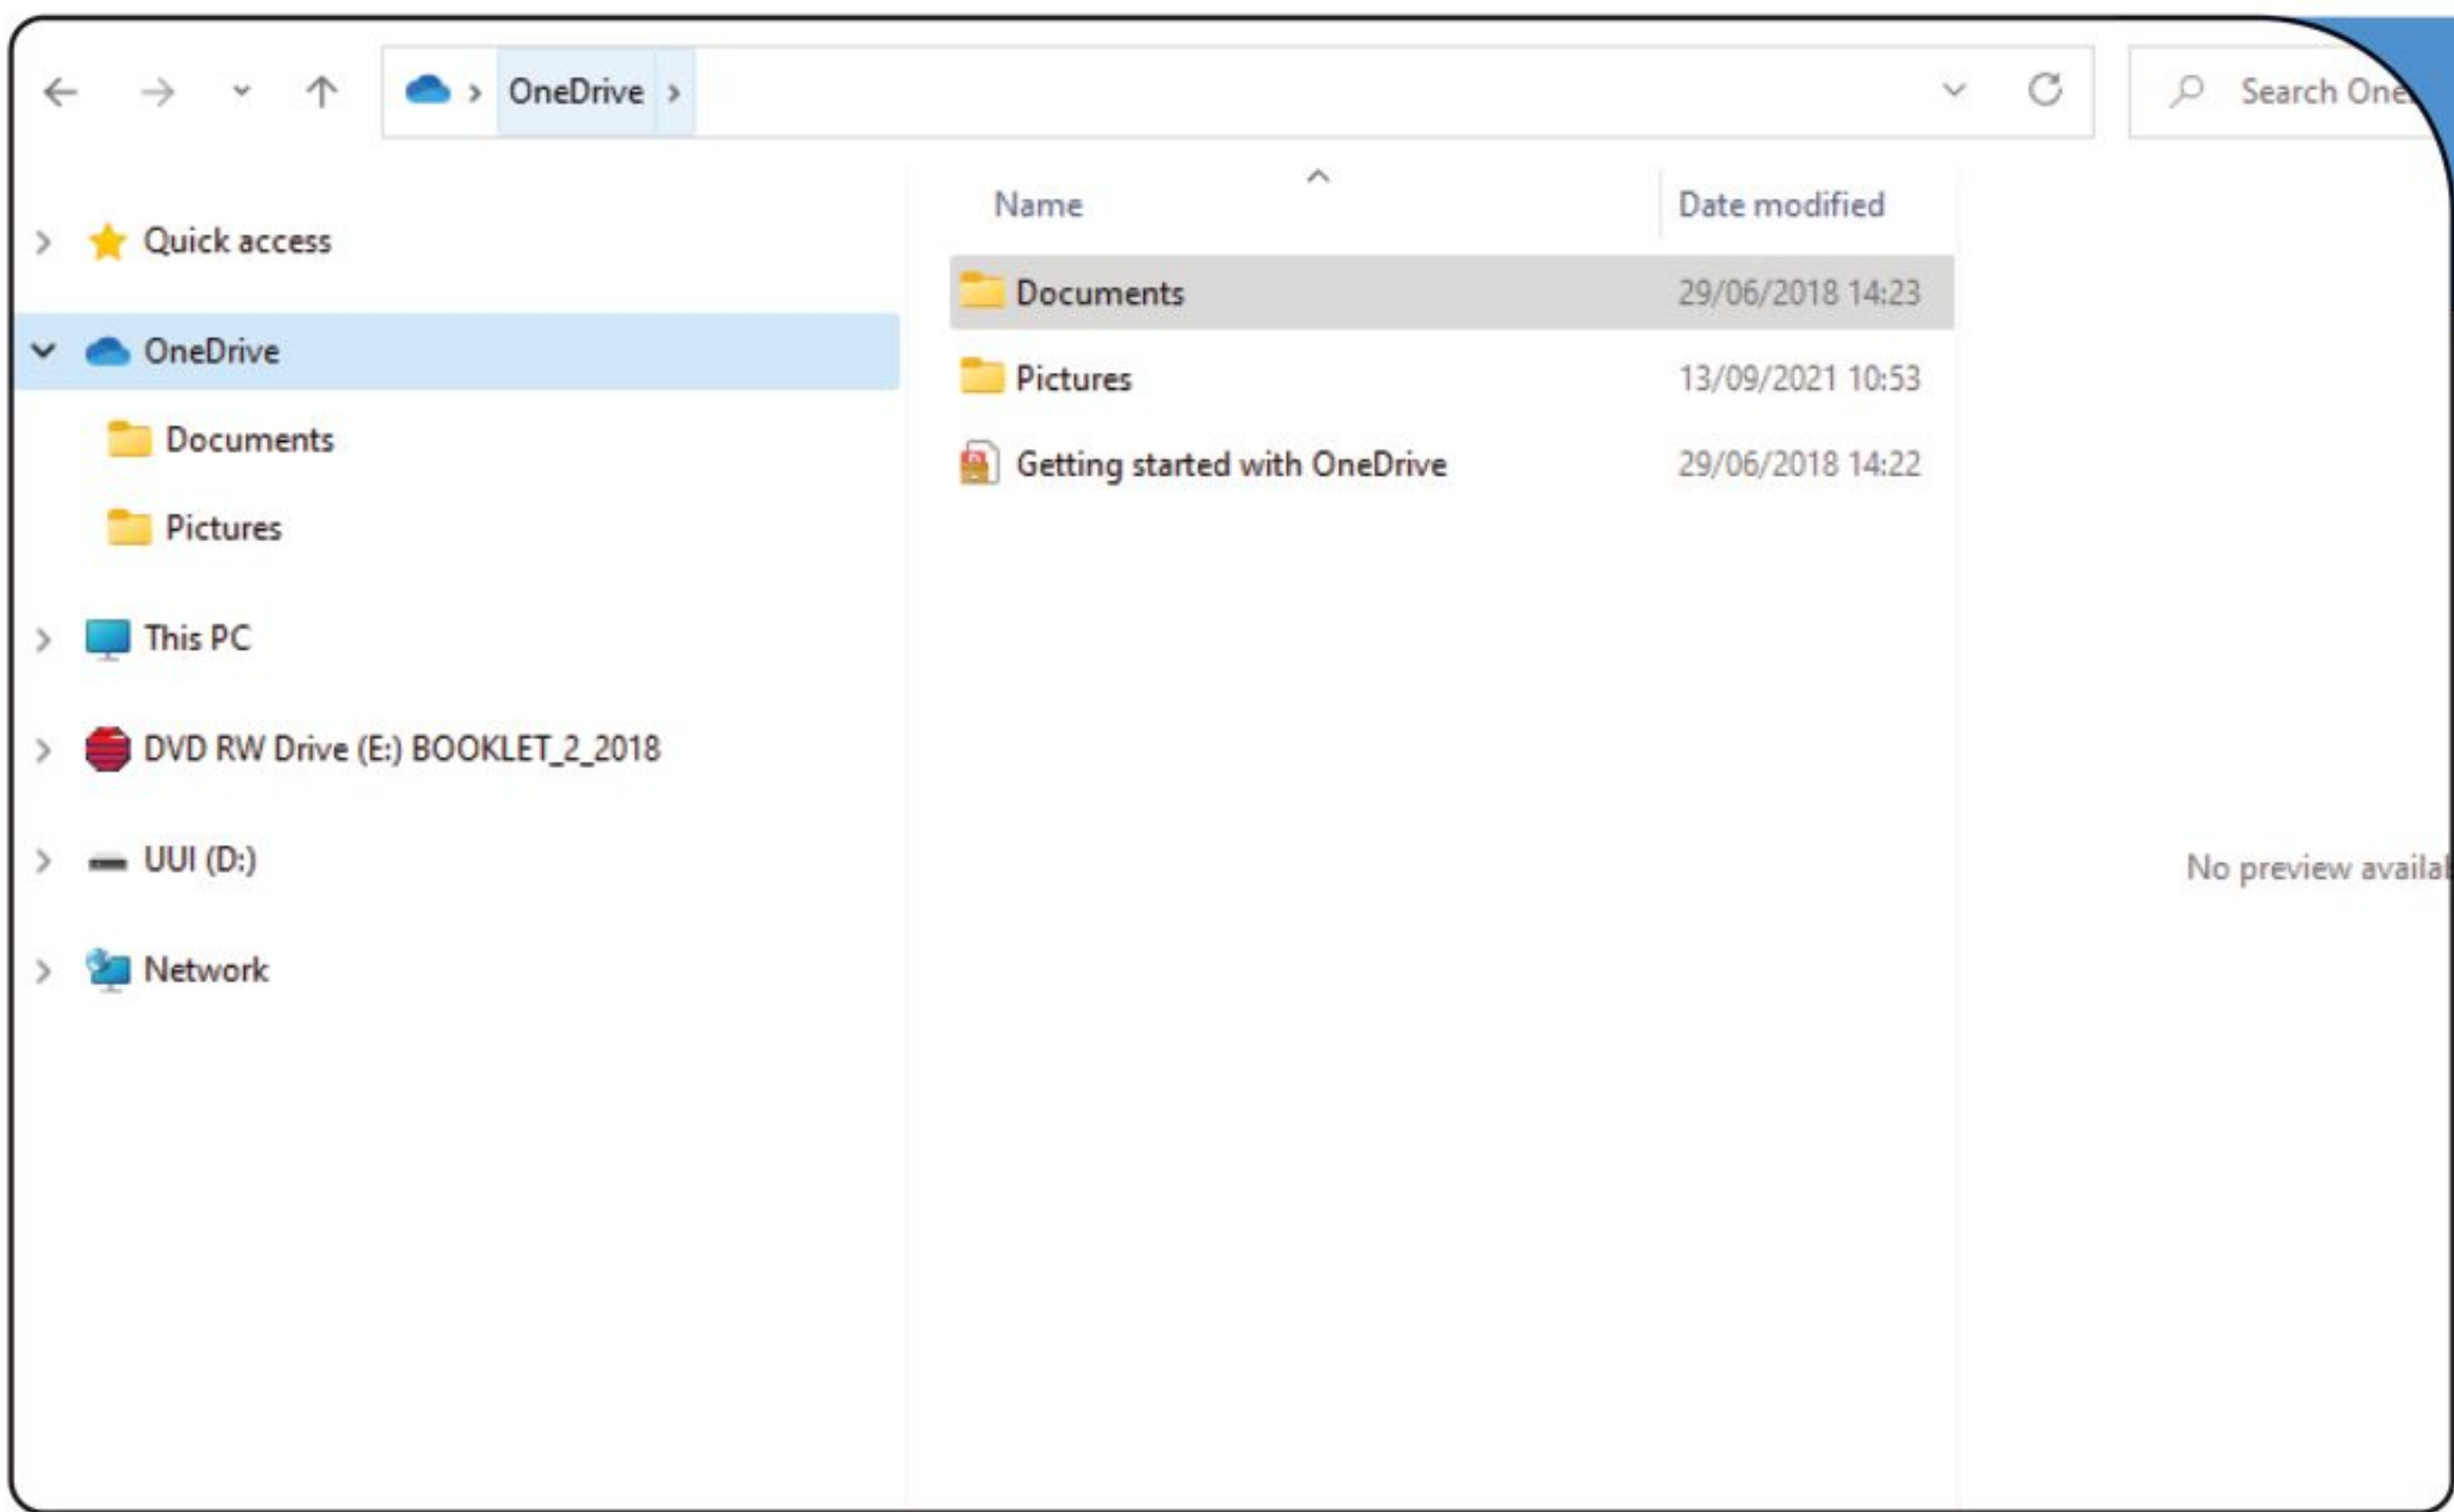 OneDrive
Search One
Name
Date modified
Quick access
Documents 29/06/2018 14:23
OneDrive
Pictures 13/09/2021 10:53
Documents
Getting started with OneDrive 29/06/2018 14:22
Pictures
This PC
DVD RW Drive (E:) BOOKLET_2_2018
UUI (D:)
No preview
Network